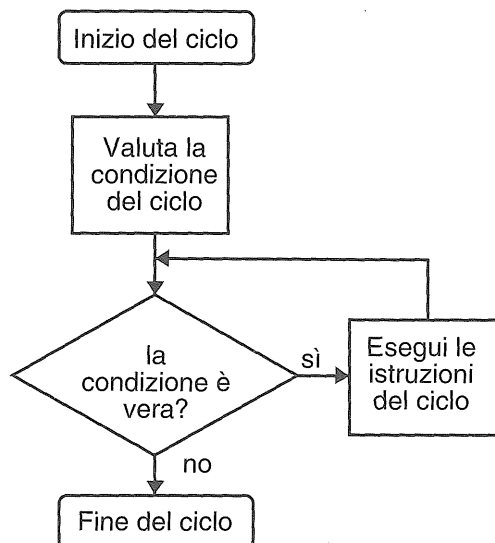 Inizio del ciclo
Valuta la
condizione
del ciclo
la
condizione è
vera?
sì
Esegui le
istruzioni
del ciclo
no
Fine del ciclo